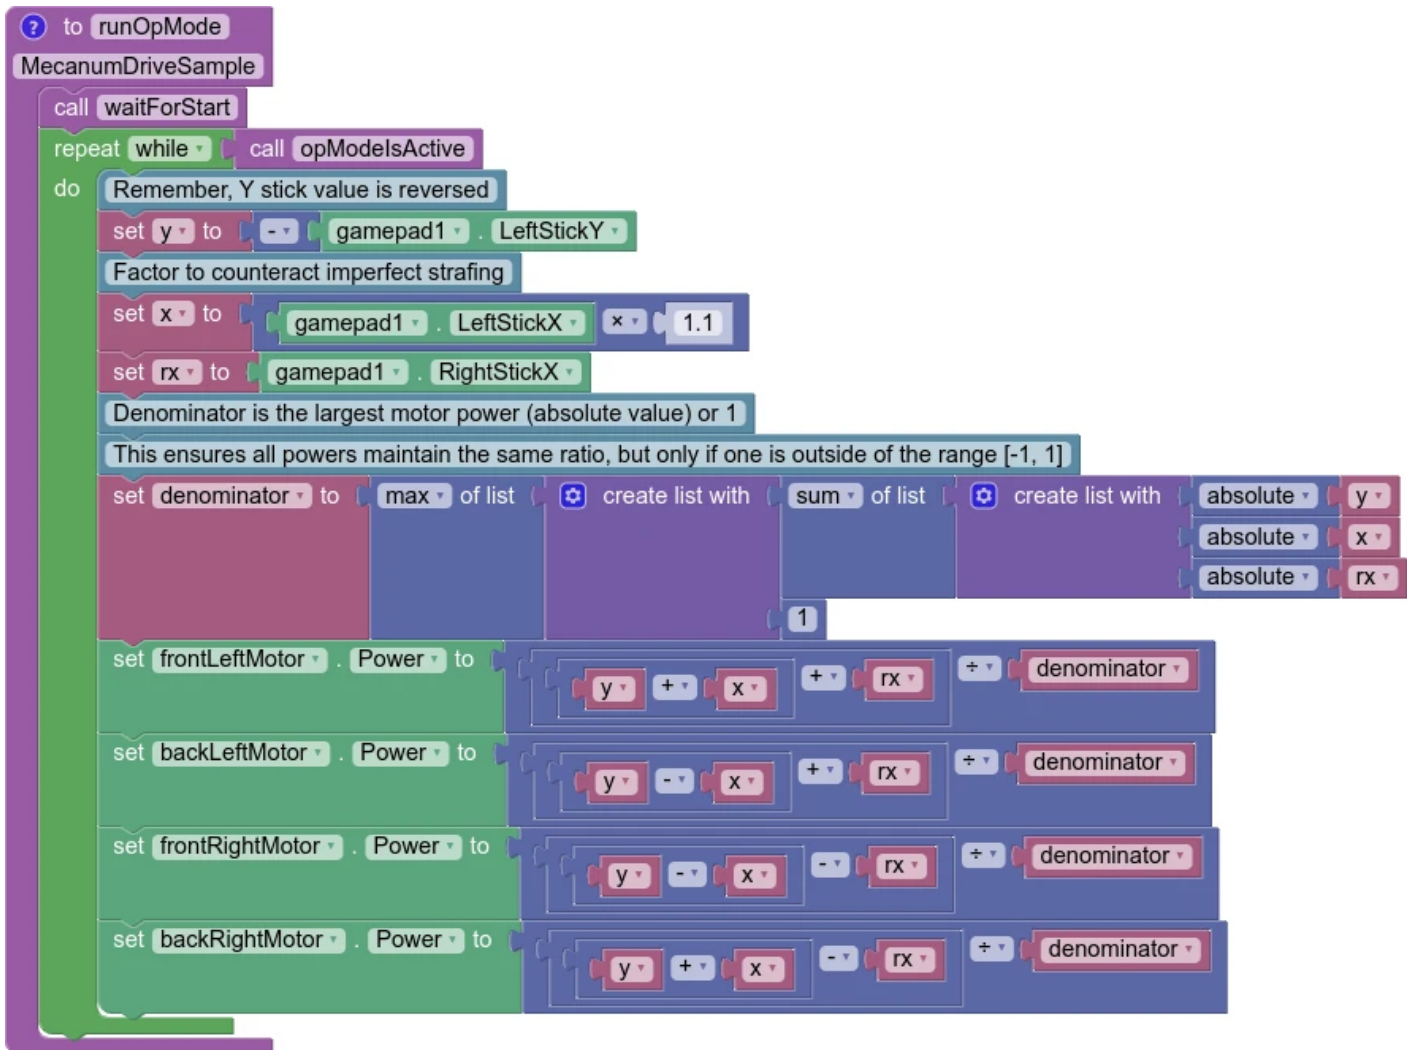 ? to runOpMode
MecanumDriveSample
call waitForStart
repeat while call opModeIsActive
do Remember, Y stick value is reversed
set y to - gamepad1 . LeftStickY
Factor to counteract imperfect strafing
set x to gamepad1 . LeftStickX × 1.1
set rx to gamepad1 . RightStickX
Denominator is the largest motor power (absolute value) or 1
This ensures all powers maintain the same ratio, but only if one is outside of the range [-1, 1]
set denominator to max of list create list with sum of list create list with absolute y
absolute x
absolute rx
1
set frontLeftMotor . Power to y + x + rx ÷ denominator
set backLeftMotor . Power to y - x + rx ÷ denominator
set frontRightMotor . Power to y - x - rx ÷ denominator
set backRightMotor . Power to y + x - rx ÷ denominator